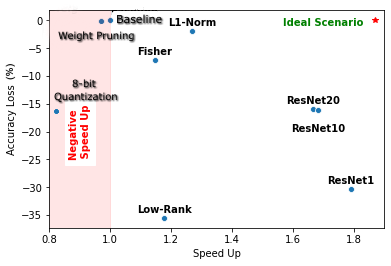 0
−5
−10
−15
−20
−25
−30
−35
Accuracy Loss (%)
Baseline
L1-Norm
Ideal Scenario
Weight Pruning
Fisher
8-bit
Quantization
ResNet20
ResNet10
Negative
Speed Up
ResNet1
Low-Rank
0.8
1.0
1.2
1.4
1.6
1.8
Speed Up